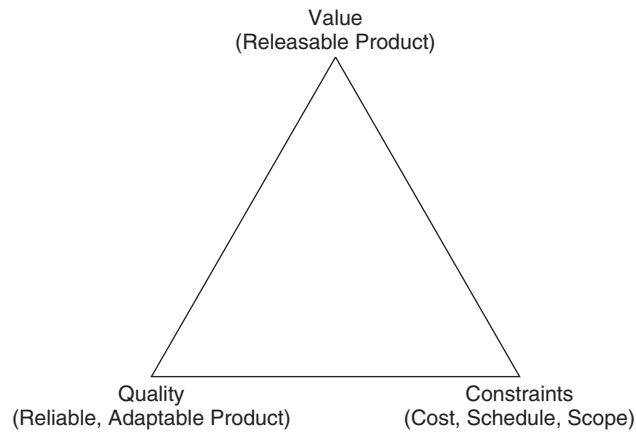 Value
(Releasable Product)
Quality
(Reliable, Adaptable Product)
Constraints
(Cost, Schedule, Scope)